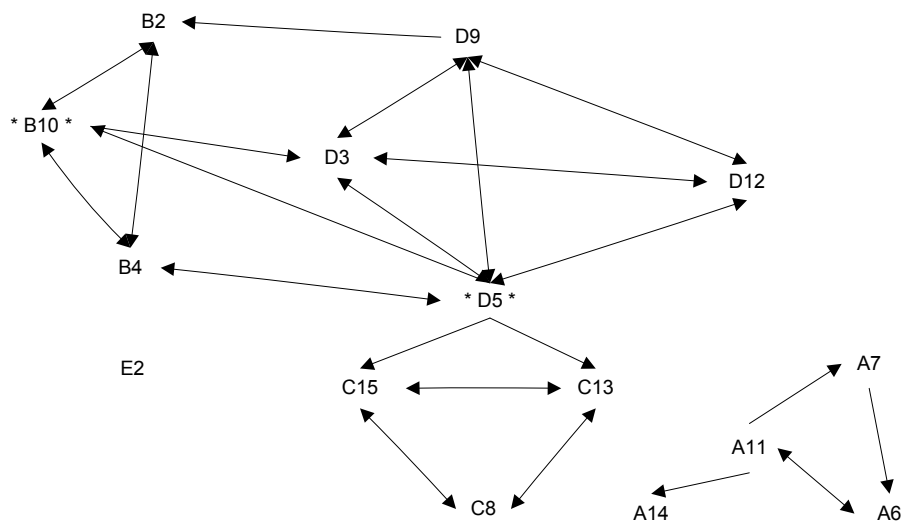 B2
D9
* B10 *
D3
D12
B4
* D5 *
E2
A7
C15
C13
A11
C8
A14
A6